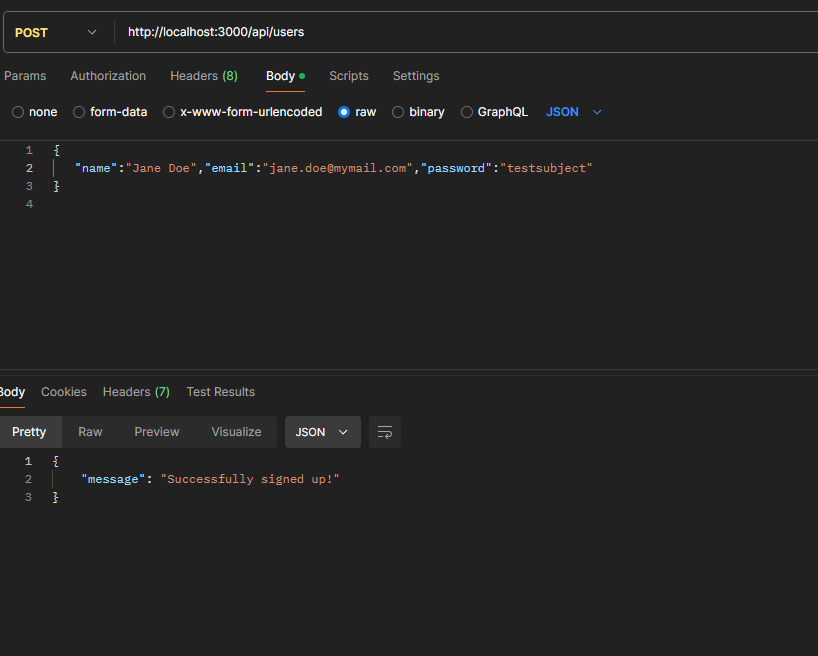 POST http://localhost:3000/api/users
Params Authorization Headers (8) Body Scripts Settings
none form-data x-www-form-urlencoded raw binary GraphQL JSON
1 {
2 "name":"Jane Doe","email":"jane.doe@mymail.com","password":"testsubject"
3 }
4
Body Cookies Headers (7) Test Results
Pretty Raw Preview Visualize JSON
1 {
2 "message": "Successfully signed up!"
3 }